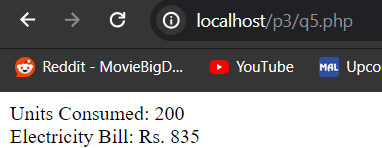 localhost/p3/q5.php
Reddit - MovieBigD... YouTube MAL Upco
Units Consumed: 200
Electricity Bill: Rs. 835